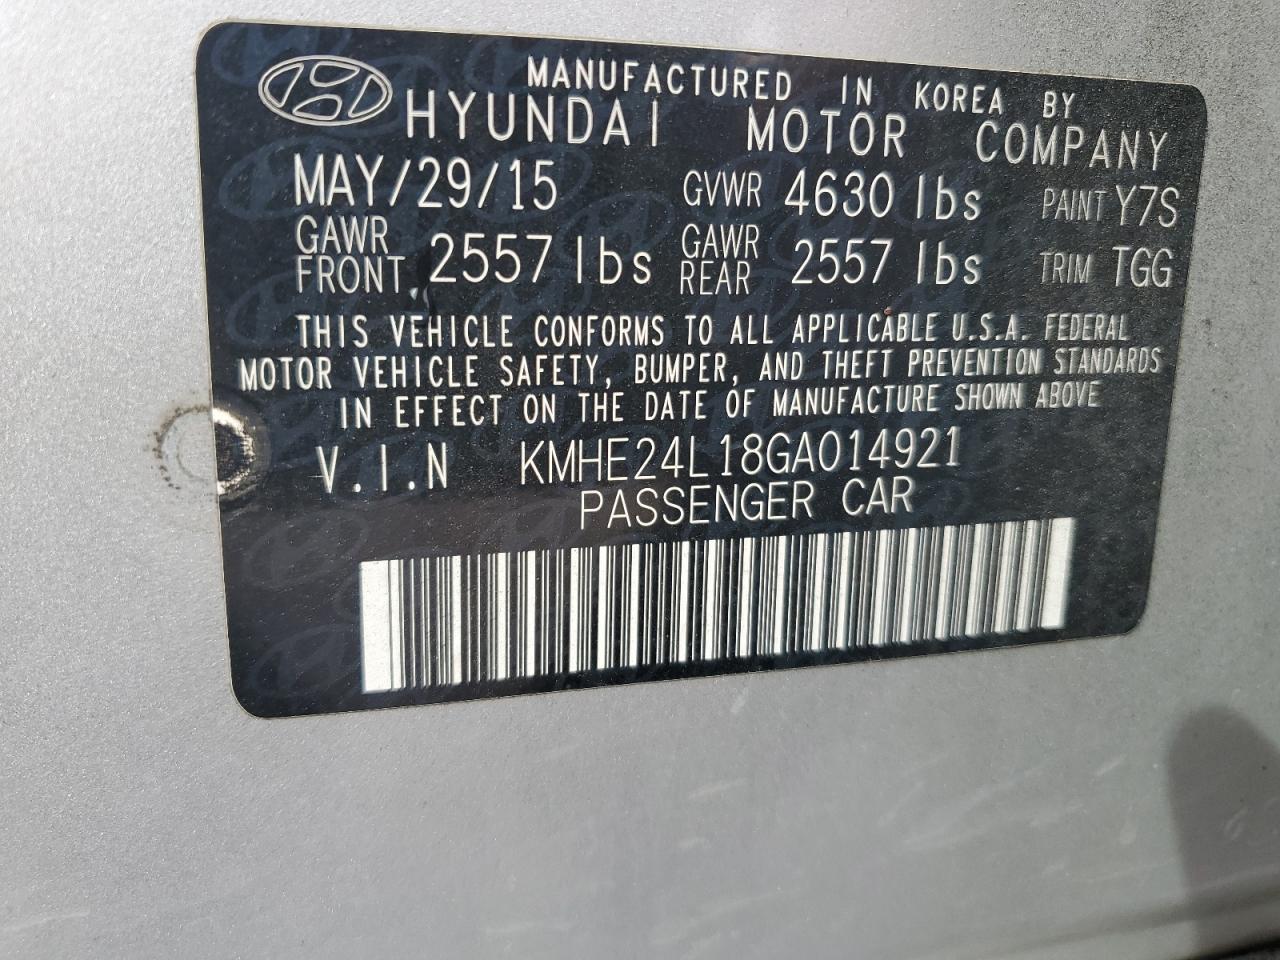 MANUFACTURED IN KOREA BY
HYUNDAI MOTOR COMPANY
MAY/29/15 GVWR 4630 lbs PAINT Y7S
GAWR FRONT 2557 lbs GAWR REAR 2557 lbs TRIM TGG
THIS VEHICLE CONFORMS TO ALL APPLICABLE U.S.A. FEDERAL
MOTOR VEHICLE SAFETY, BUMPER, AND THEFT PREVENTION STANDARDS
IN EFFECT ON THE DATE OF MANUFACTURE SHOWN ABOVE
V.I.N KMHE24L18GA014921
PASSENGER CAR